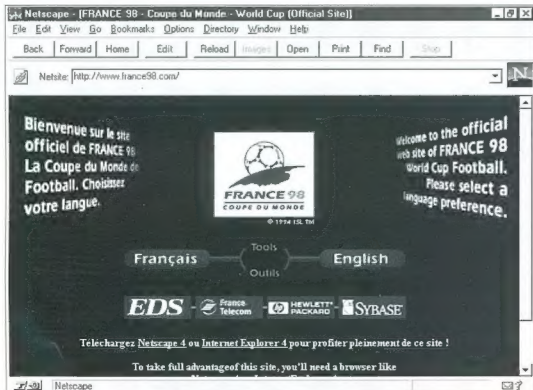 Netscape - [FRANCE 98 - Coupe du Monde - World Cup (Official Site)]
File Edit View Go Bookmarks Options Directory Window Help
Back Forward Home Edit Reload Images Open Print Find Stop
Netsite: http://www.france98.com/
N
Bienvenue sur le site
officiel de FRANCE 98
La Coupe du Monde de
Football. Choisissez
votre langue.
FRANCE 98
COUPE DU MONDE
© 1994 ISL TM
Welcome to the official
web site of FRANCE 98
World Cup Football.
Please select a
language preference.
Français
Tools
Outils
English
EDS
France
Telecom
hp HEWLETT®
PACKARD
SYBASE®
Téléchargez Netscape 4 ou Internet Explorer 4 pour profiter pleinement de ce site !
To take full advantageof this site, you'll need a browser like
Netscape